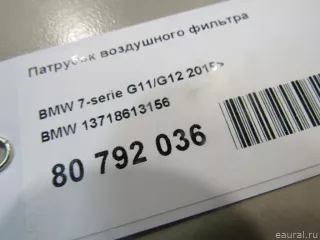 Патрубок воздушного фильтра
BMW 7-serie G11/G12 2015>
BMW 13718613156
80 792 036
eaural.ru